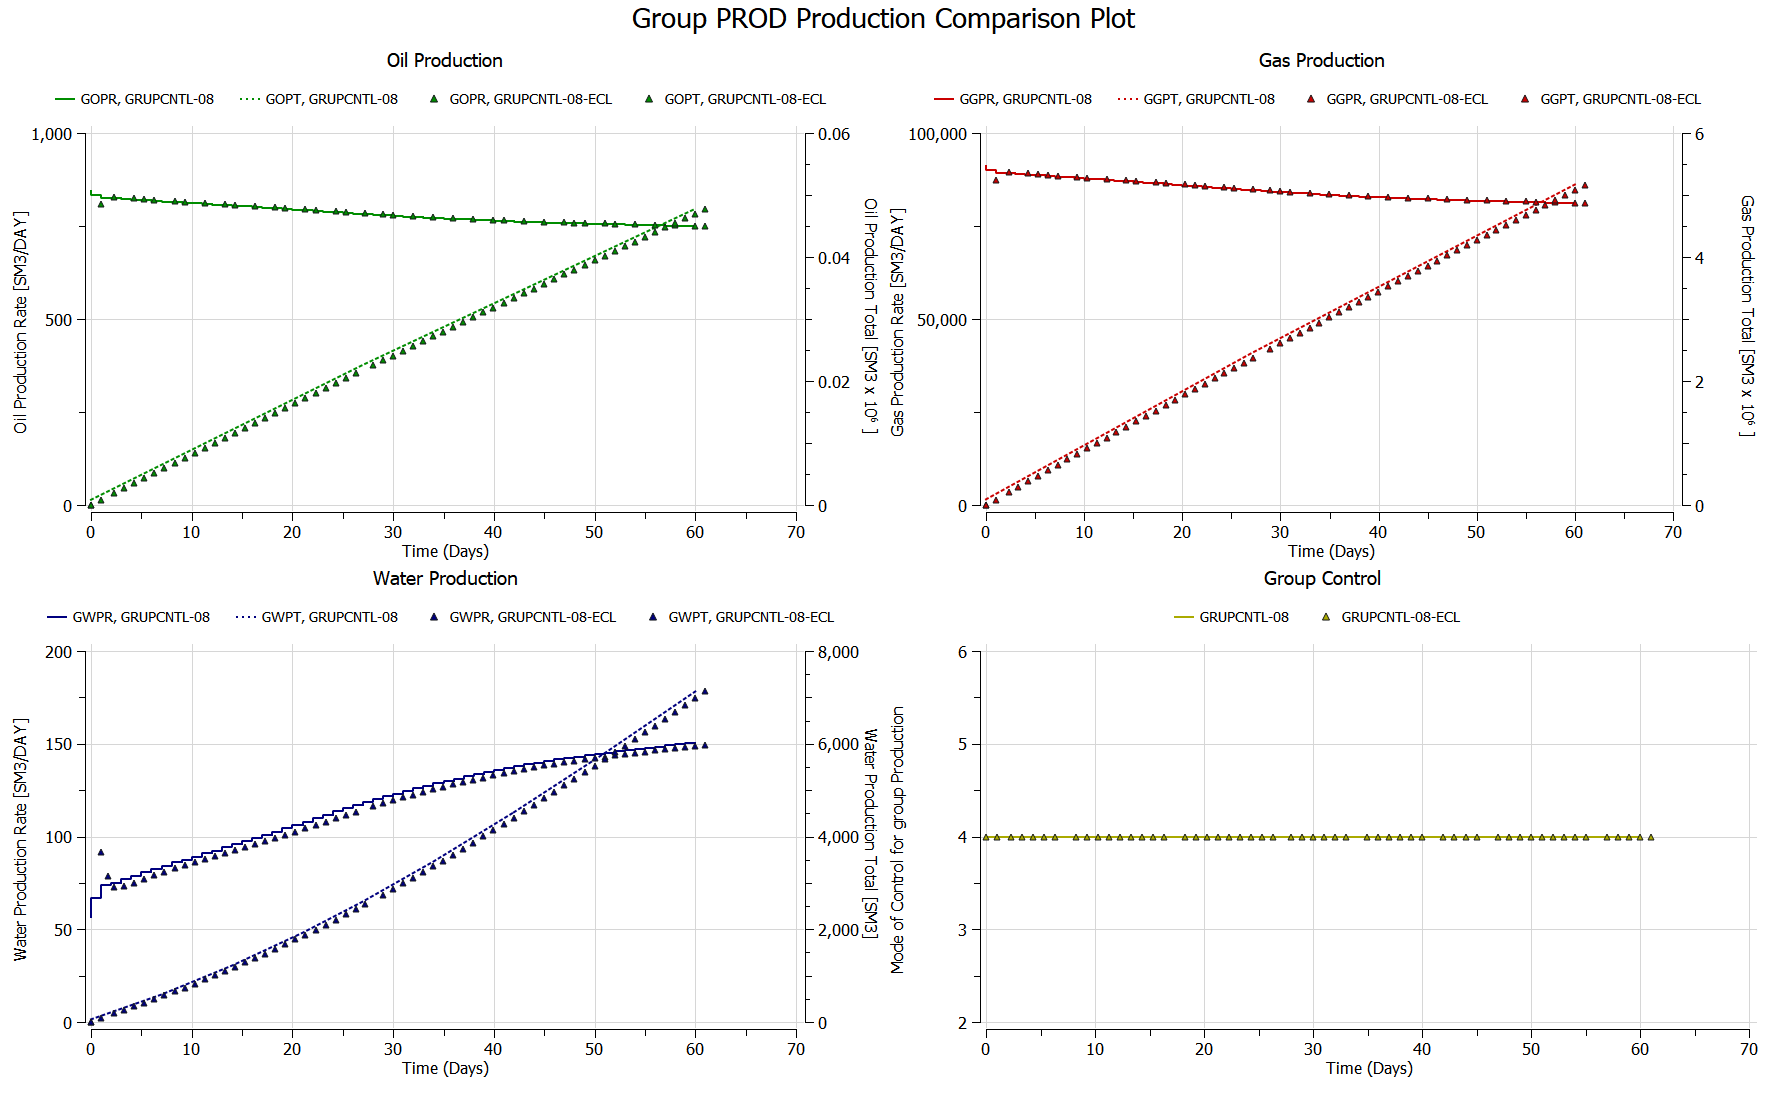 Group PROD Production Comparison Plot
Oil Production
GOPR, GRUPCNTL-08 GOPT, GRUPCNTL-08 GOPR, GRUPCNTL-08-ECL GOPT, GRUPCNTL-08-ECL
1,000
500
0
Oil Production Rate [SM3/DAY]
0.06
0.04
0.02
0
Oil Production Total [SM3 x 10⁶ ]
0 10 20 30 40 50 60 70
Time (Days)
Gas Production
GGPR, GRUPCNTL-08 GGPT, GRUPCNTL-08 GGPR, GRUPCNTL-08-ECL GGPT, GRUPCNTL-08-ECL
100,000
50,000
0
Gas Production Rate [SM3/DAY]
6
4
2
0
Gas Production Total [SM3 x 10⁶ ]
0 10 20 30 40 50 60 70
Time (Days)
Water Production
GWPR, GRUPCNTL-08 GWPT, GRUPCNTL-08 GWPR, GRUPCNTL-08-ECL GWPT, GRUPCNTL-08-ECL
200
150
100
50
0
Water Production Rate [SM3/DAY]
8,000
6,000
4,000
2,000
0
Water Production Total [SM3]
0 10 20 30 40 50 60 70
Time (Days)
Group Control
GRUPCNTL-08 GRUPCNTL-08-ECL
6
5
4
3
2
Mode of Control for group Production
0 10 20 30 40 50 60 70
Time (Days)